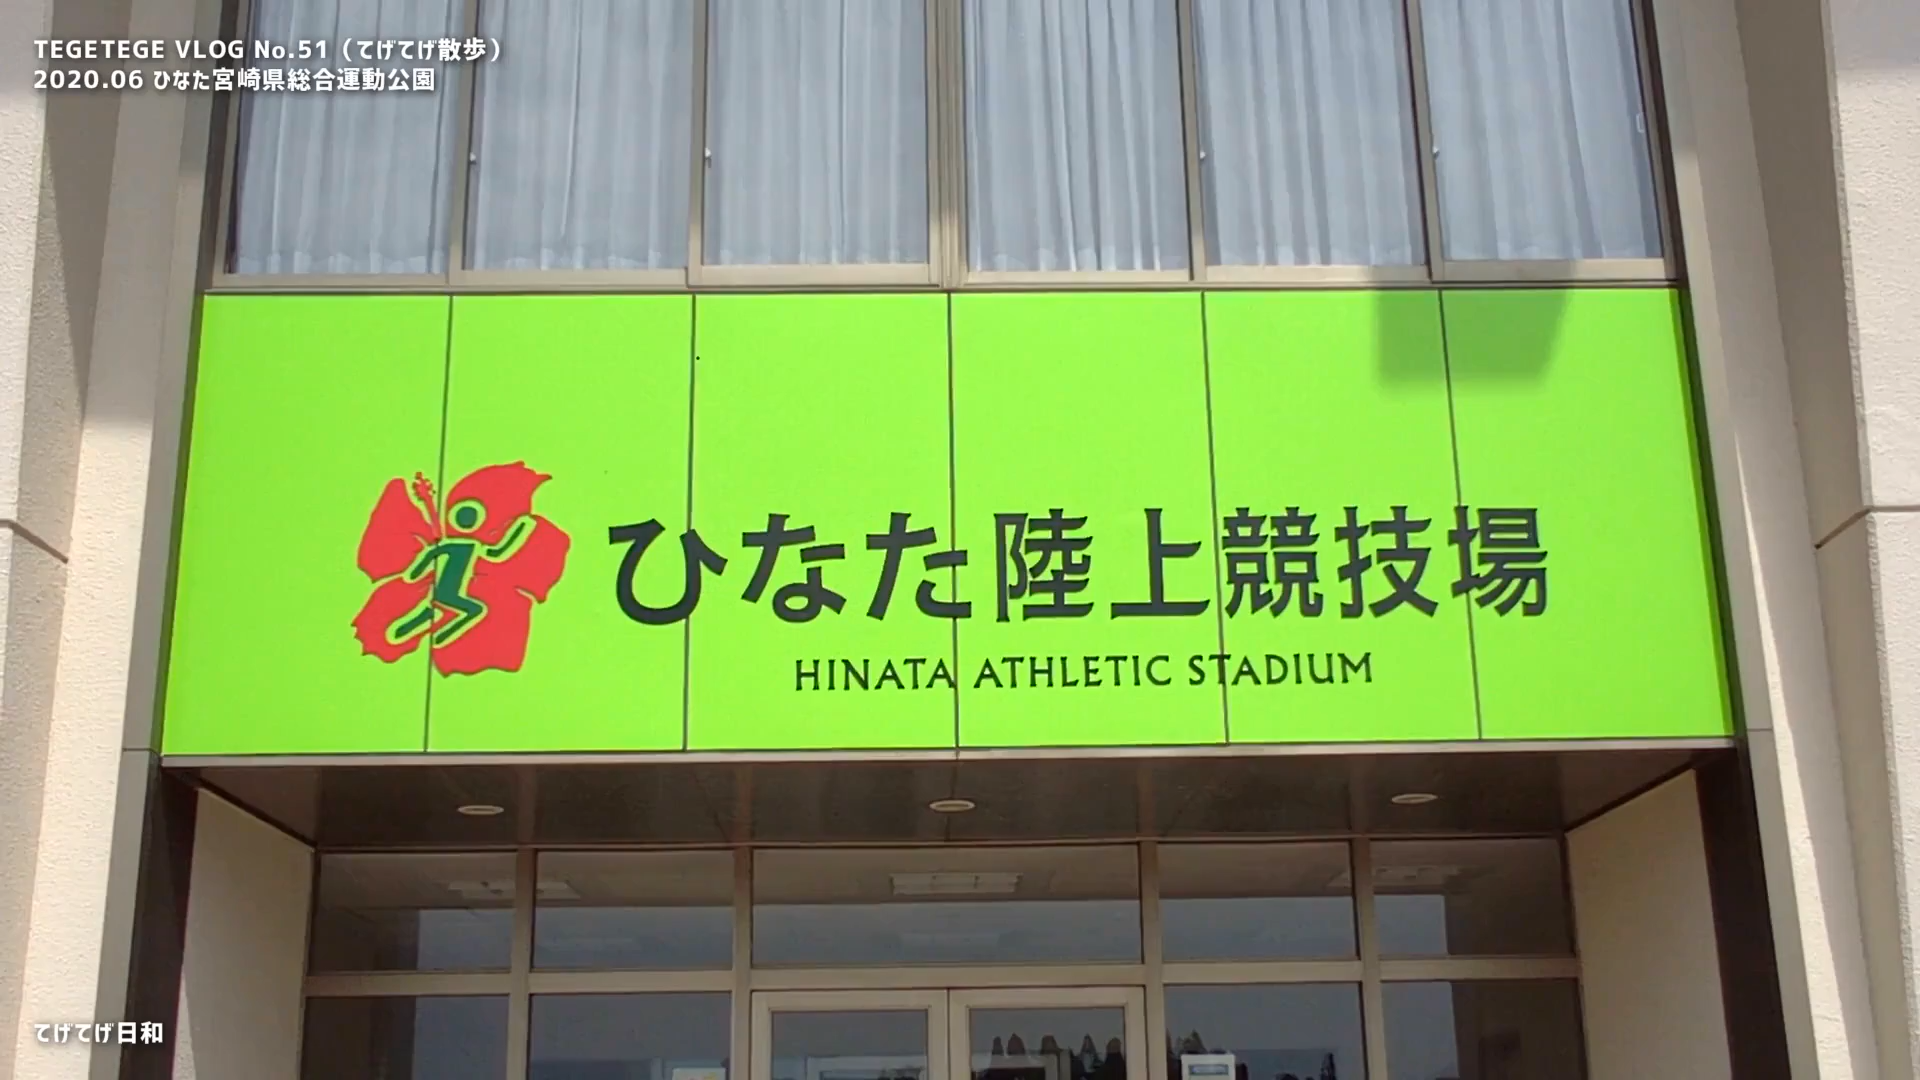 TEGETEGE VLOG No.51（てげてげ散歩）
2020.06 ひなた宮崎県総合運動公園
ひなた陸上競技場
HINATA ATHLETIC STADIUM
てげてげ日和